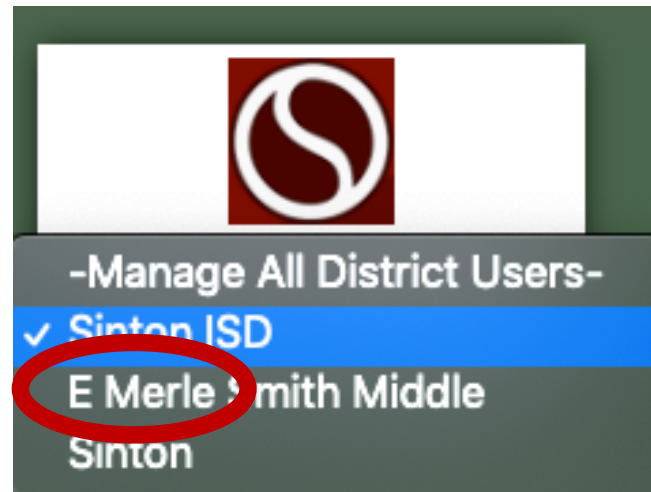 -Manage All District Users-
✓ Sinton ISD
E Merle Smith Middle
Sinton